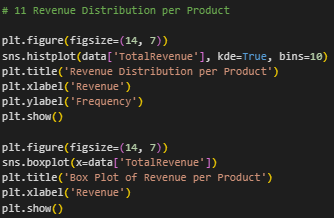 # 11 Revenue Distribution per Product
plt.figure(figsize=(14, 7))
sns.histplot(data['TotalRevenue'], kde=True, bins=10)
plt.title('Revenue Distribution per Product')
plt.xlabel('Revenue')
plt.ylabel('Frequency')
plt.show()
plt.figure(figsize=(14, 7))
sns.boxplot(x=data['TotalRevenue'])
plt.title('Box Plot of Revenue per Product')
plt.xlabel('Revenue')
plt.show()